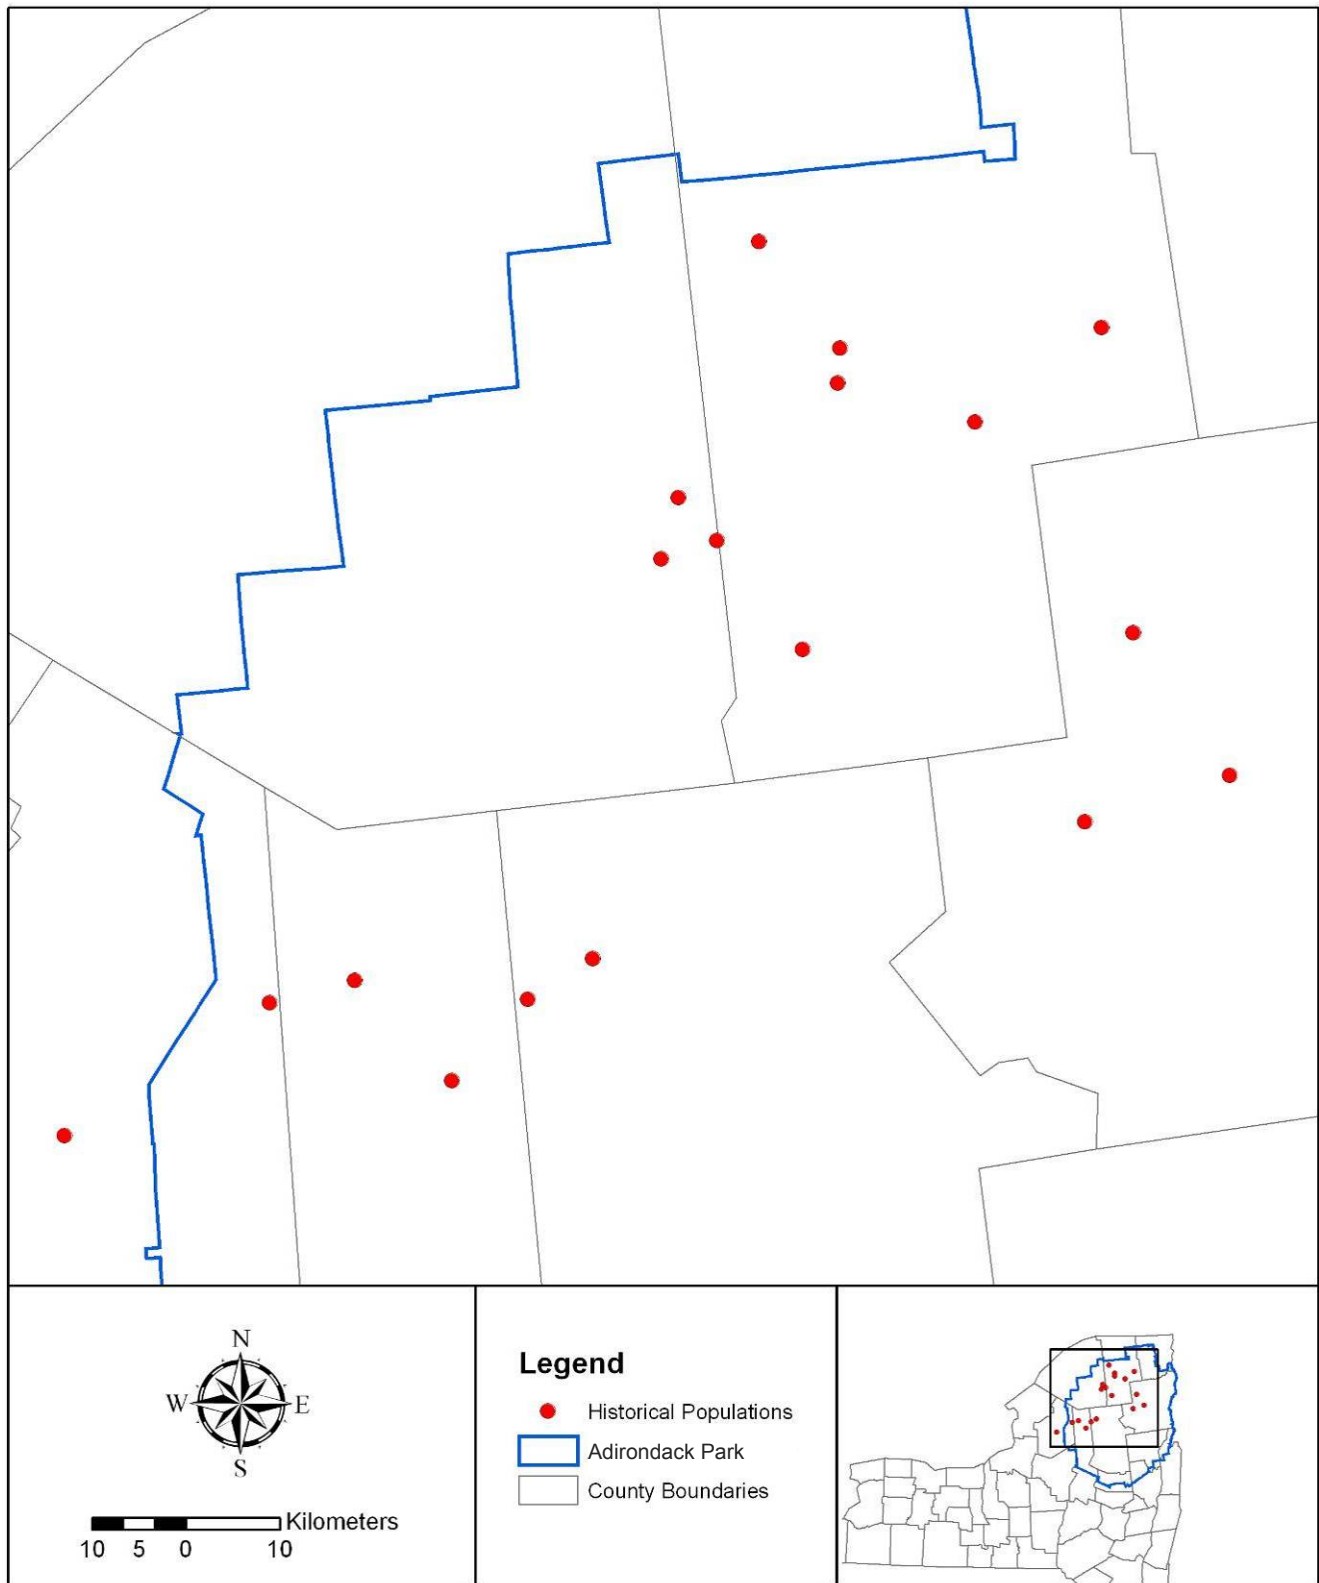 N
W
E
S
Kilometers
10 5 0 10
Legend
Historical Populations
Adirondack Park
County Boundaries